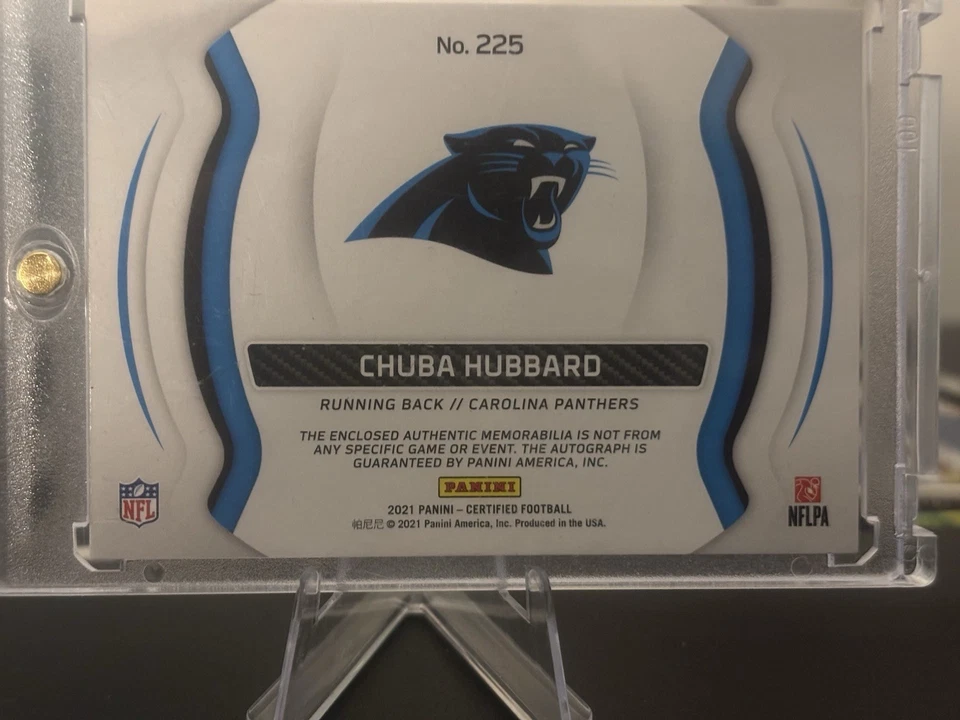 No. 225
CHUBA HUBBARD
RUNNING BACK // CAROLINA PANTHERS
THE ENCLOSED AUTHENTIC MEMORABILIA IS NOT FROM
ANY SPECIFIC GAME OR EVENT. THE AUTOGRAPH IS
GUARANTEED BY PANINI AMERICA, INC.
PANINI
NFL
NFLPA
2021 PANINI – CERTIFIED FOOTBALL
帕尼尼 © 2021 Panini America, Inc. Produced in the USA.